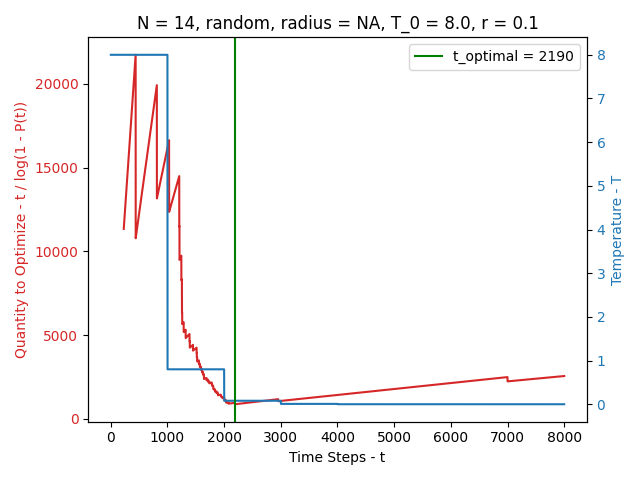 N = 14, random, radius = NA, T_0 = 8.0, r = 0.1
t_optimal = 2190
Quantity to Optimize - t / log(1 - P(t))
20000
15000
10000
5000
0
8
7
6
5
4
3
2
1
0
Temperature - T
0 1000 2000 3000 4000 5000 6000 7000 8000
Time Steps - t